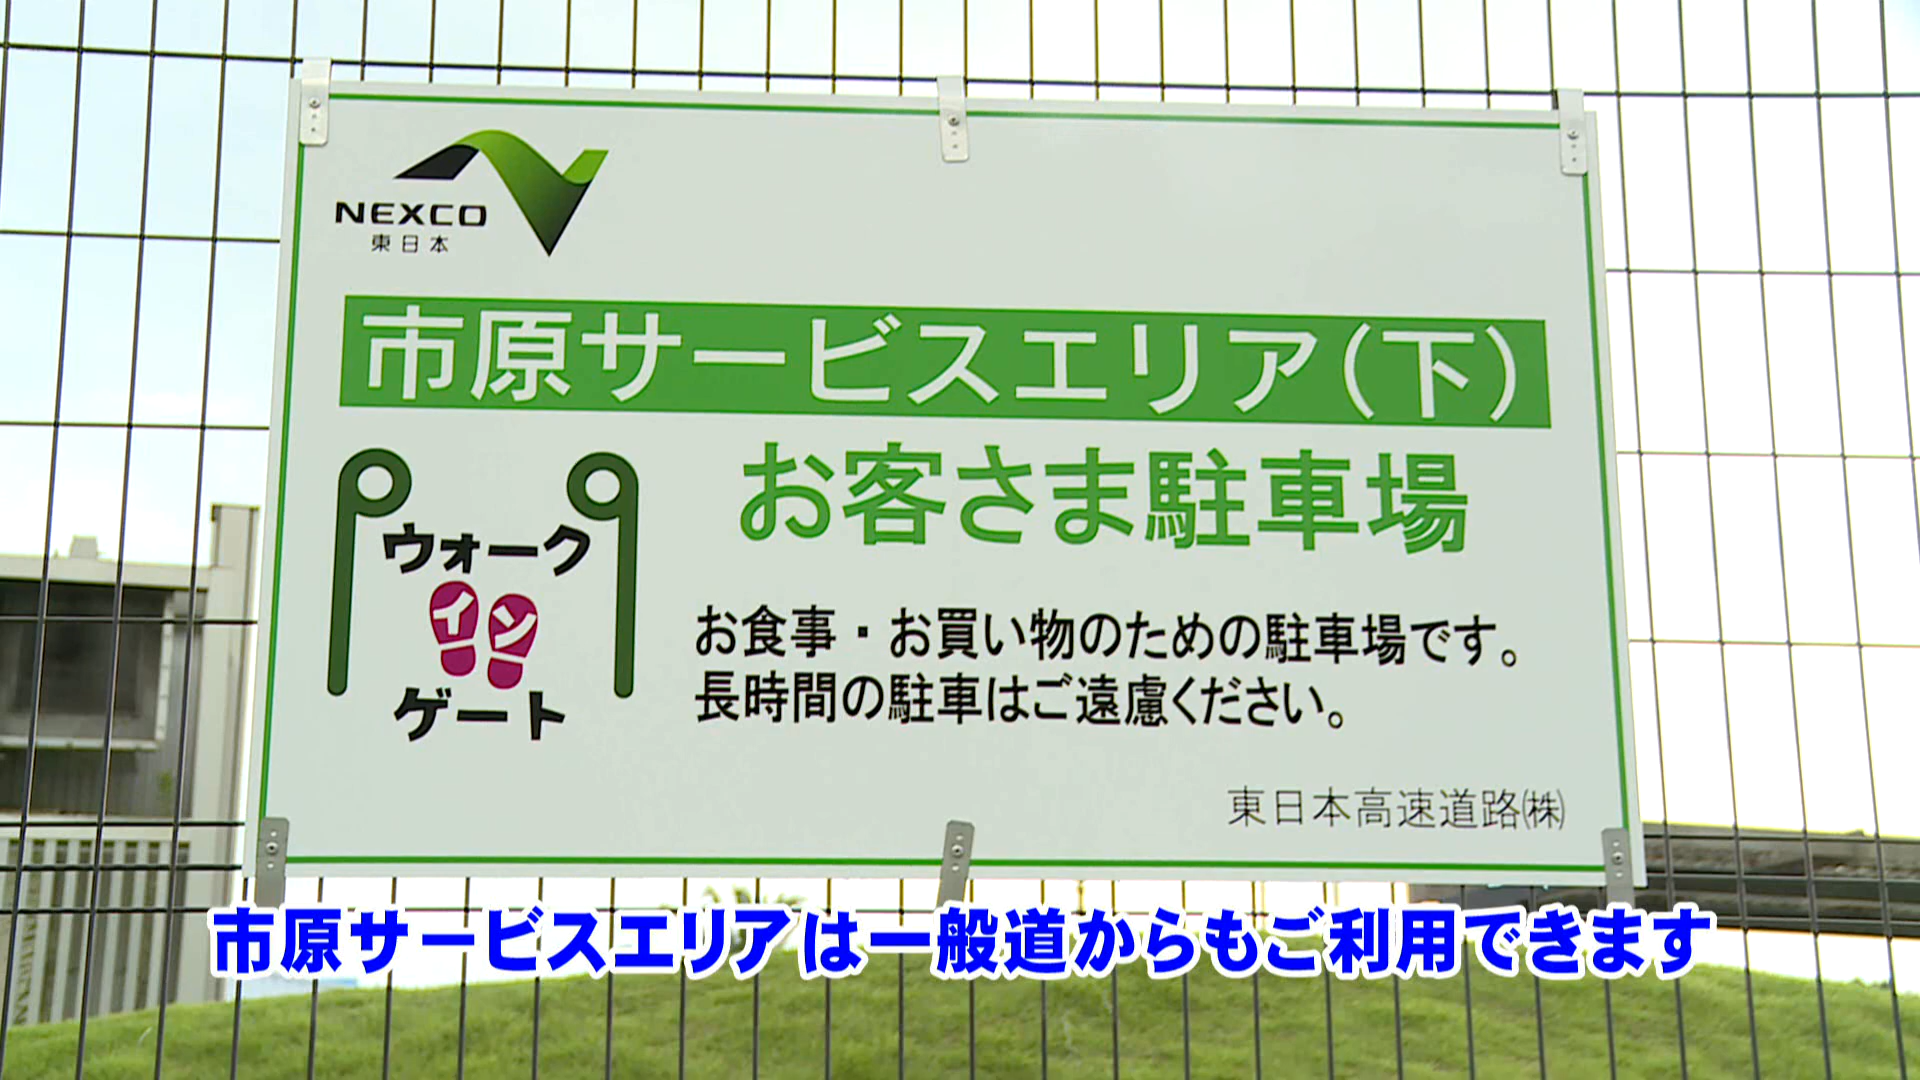 NEXCO
東日本
市原サービスエリア(下)
お客さま駐車場
ウォーク
イン
ゲート
お食事・お買い物のための駐車場です。
長時間の駐車はご遠慮ください。
東日本高速道路㈱
市原サービスエリアは一般道からもご利用できます